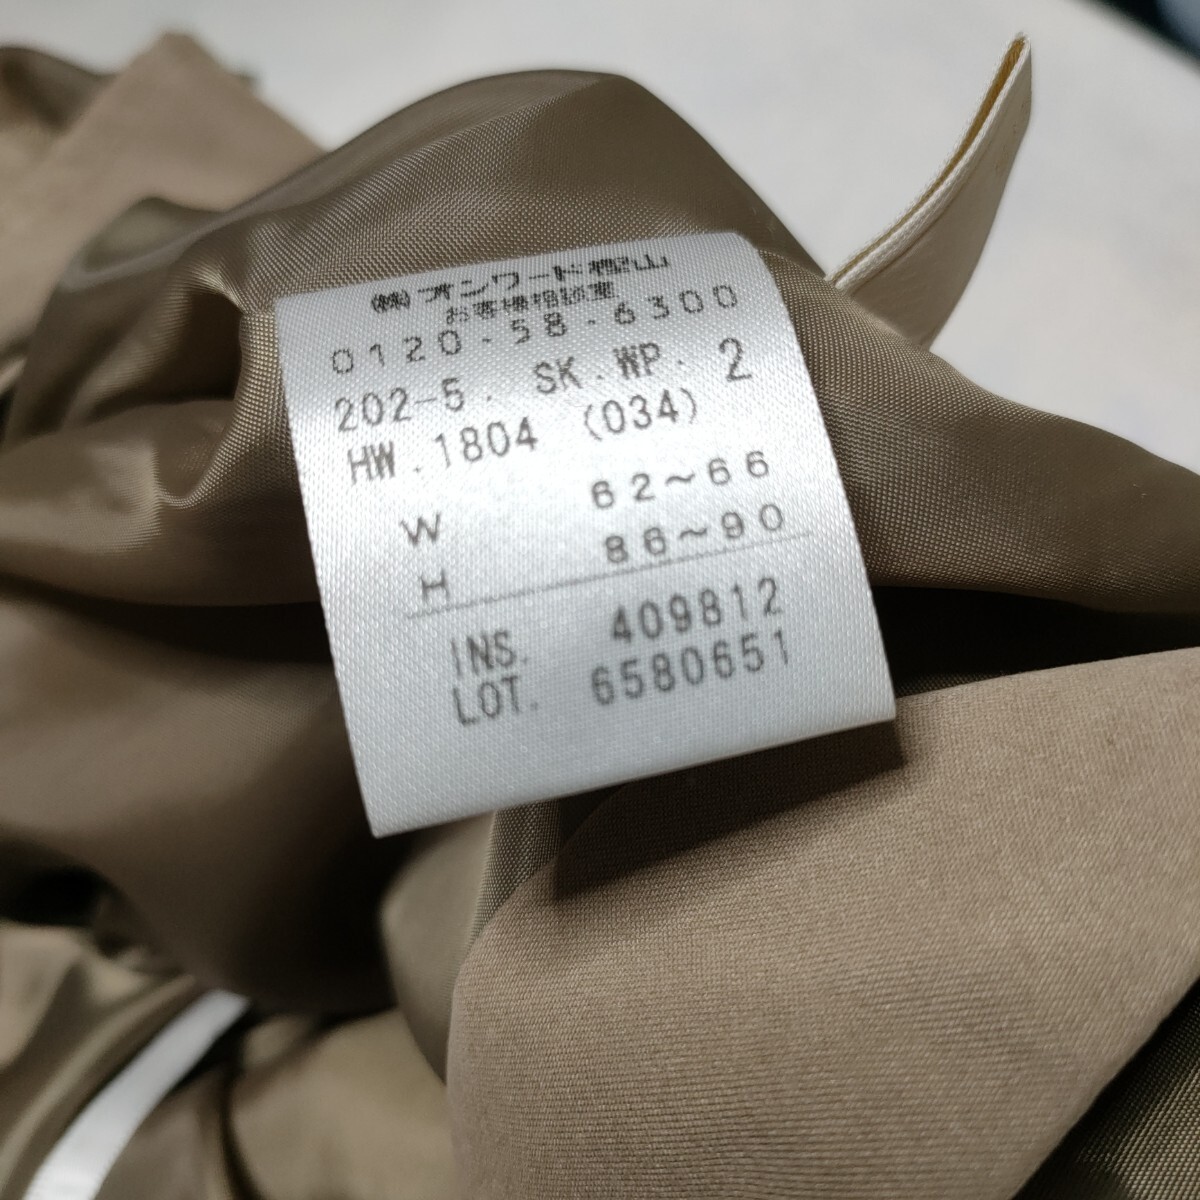 ㈱オンワード樫山
お客様相談室
0120-58-6300
202-5. SK.WP. 2
HW.1804 (034)
W 62～66
H 86～90
INS. 409812
LOT. 6580651